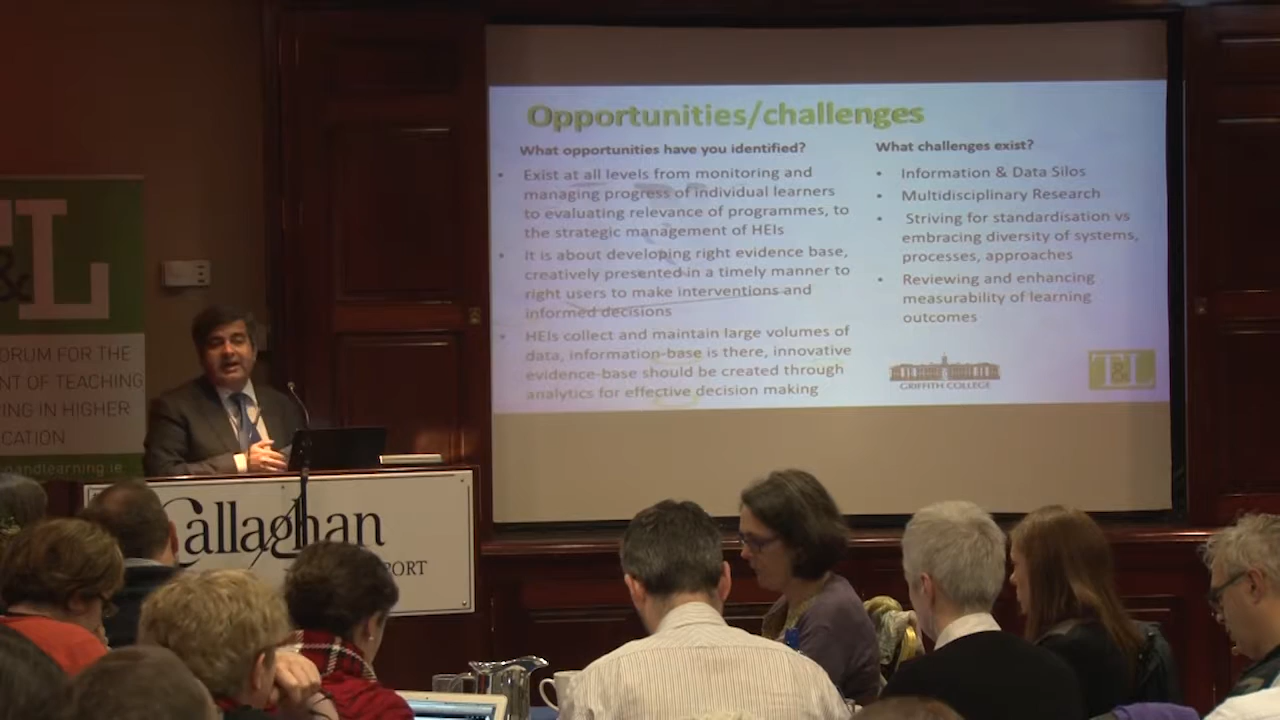 T&L
ORUM FOR THE
NT OF TEACHING
ING IN HIGHER
CATION
gandlearning.ie
Callaghan
PORT
Opportunities/challenges
What opportunities have you identified?
• Exist at all levels from monitoring and
managing progress of individual learners
to evaluating relevance of programmes, to
the strategic management of HEIs
• It is about developing right evidence base,
creatively presented in a timely manner to
right users to make interventions and
informed decisions
• HEIs collect and maintain large volumes of
data, information-base is there, innovative
evidence-base should be created through
analytics for effective decision making
What challenges exist?
• Information & Data Silos
• Multidisciplinary Research
• Striving for standardisation vs
embracing diversity of systems,
processes, approaches
• Reviewing and enhancing
measurability of learning
outcomes
GRIFFITH COLLEGE
T&L